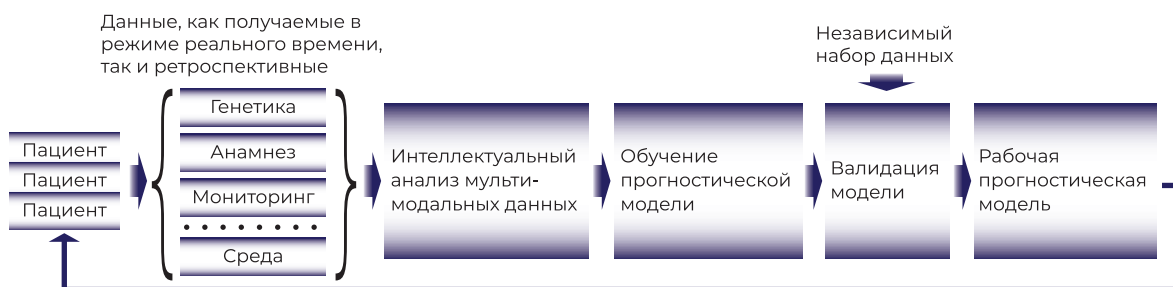 Данные, как получаемые в
режиме реального времени,
так и ретроспективные
Пациент
Пациент
Пациент
Генетика
Анамнез
Мониторинг
Среда
Интеллектуальный
анализ мульти-
модальных данных
Обучение
прогностической
модели
Независимый
набор данных
Валидация
модели
Рабочая
прогностическая
модель